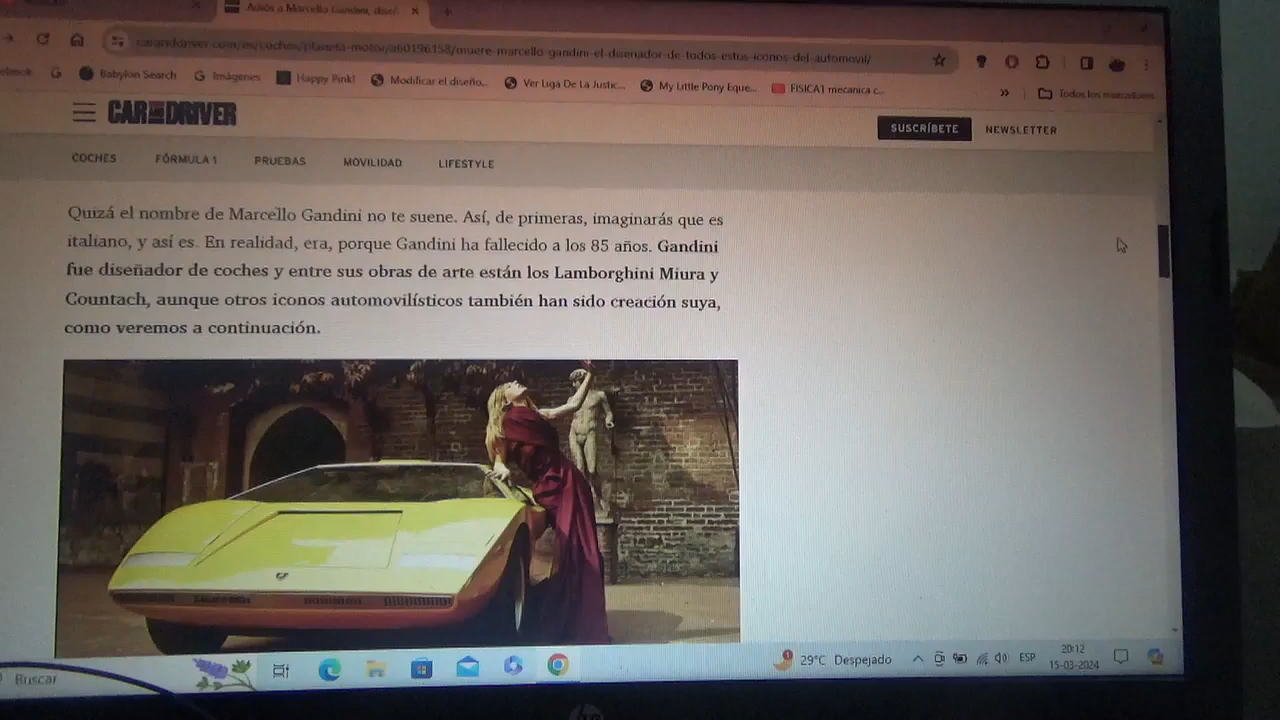 Adiós a Marcello Gandini, diseñ
carandriver.com/es/coches/planeta-motor/a60196158/muere-marcello-gandini-el-disenador-de-todos-estos-iconos-del-automovil/
Babylon Search
Imágenes
Happy Pink!
Modificar el diseño...
Ver Liga De La Justic...
My Little Pony Eque...
FISICA1 mecanica c...
»
Todos los marcadores
CAR AND DRIVER
SUSCRÍBETE
NEWSLETTER
COCHES
FÓRMULA 1
PRUEBAS
MOVILIDAD
LIFESTYLE
Quizá el nombre de Marcello Gandini no te suene. Así, de primeras, imaginarás que es
italiano, y así es. En realidad, era, porque Gandini ha fallecido a los 85 años. Gandini
fue diseñador de coches y entre sus obras de arte están los Lamborghini Miura y
Countach, aunque otros iconos automovilísticos también han sido creación suya,
como veremos a continuación.
Buscar
1
29°C Despejado
ESP
20:12
15-03-2024
hp